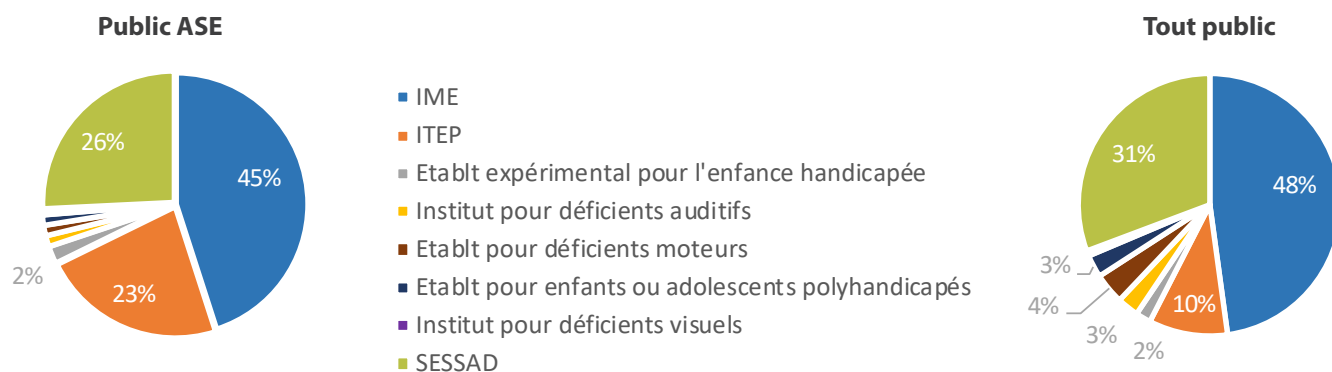 Public ASE
26%
45%
2%
23%
IME
ITEP
Etablt expérimental pour l'enfance handicapée
Institut pour déficients auditifs
Etablt pour déficients moteurs
Etablt pour enfants ou adolescents polyhandicapés
Institut pour déficients visuels
SESSAD
Tout public
31%
48%
3%
4%
10%
3%
2%